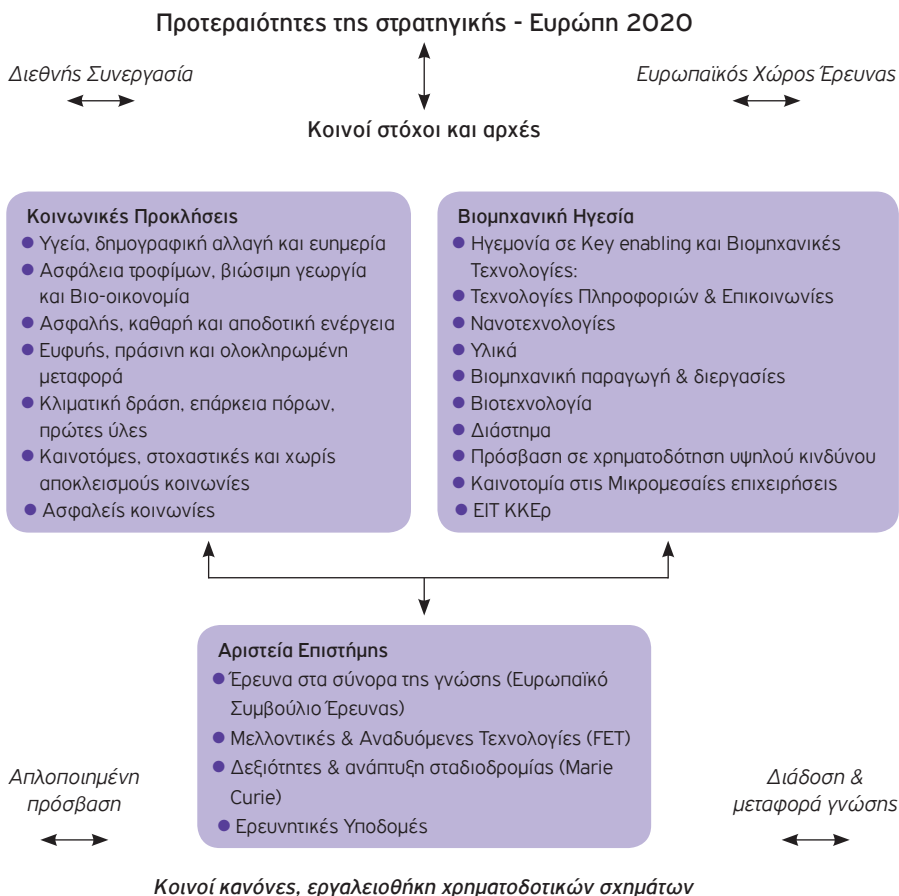 Προτεραιότητες της στρατηγικής - Ευρώπη 2020
Διεθνής Συνεργασία
Ευρωπαϊκός Χώρος Έρευνας
Κοινοί στόχοι και αρχές
Κοινωνικές Προκλήσεις
● Υγεία, δημογραφική αλλαγή και ευημερία
● Ασφάλεια τροφίμων, βιώσιμη γεωργία
και Βιο-οικονομία
● Ασφαλής, καθαρή και αποδοτική ενέργεια
● Ευφυής, πράσινη και ολοκληρωμένη
μεταφορά
● Κλιματική δράση, επάρκεια πόρων,
πρώτες ύλες
● Καινοτόμες, στοχαστικές και χωρίς
αποκλεισμούς κοινωνίες
● Ασφαλείς κοινωνίες
Βιομηχανική Ηγεσία
● Ηγεμονία σε Key enabling και Βιομηχανικές
Τεχνολογίες:
● Τεχνολογίες Πληροφοριών & Επικοινωνίες
● Νανοτεχνολογίες
● Υλικά
● Βιομηχανική παραγωγή & διεργασίες
● Βιοτεχνολογία
● Διάστημα
● Πρόσβαση σε χρηματοδότηση υψηλού κινδύνου
● Καινοτομία στις Μικρομεσαίες επιχειρήσεις
● ΕΙΤ ΚΚΕρ
Αριστεία Επιστήμης
● Έρευνα στα σύνορα της γνώσης (Ευρωπαϊκό
Συμβούλιο Έρευνας)
● Μελλοντικές & Αναδυόμενες Τεχνολογίες (FET)
● Δεξιότητες & ανάπτυξη σταδιοδρομίας (Marie
Curie)
● Ερευνητικές Υποδομές
Απλοποιημένη
πρόσβαση
Διάδοση &
μεταφορά γνώσης
Κοινοί κανόνες, εργαλειοθήκη χρηματοδοτικών σχημάτων